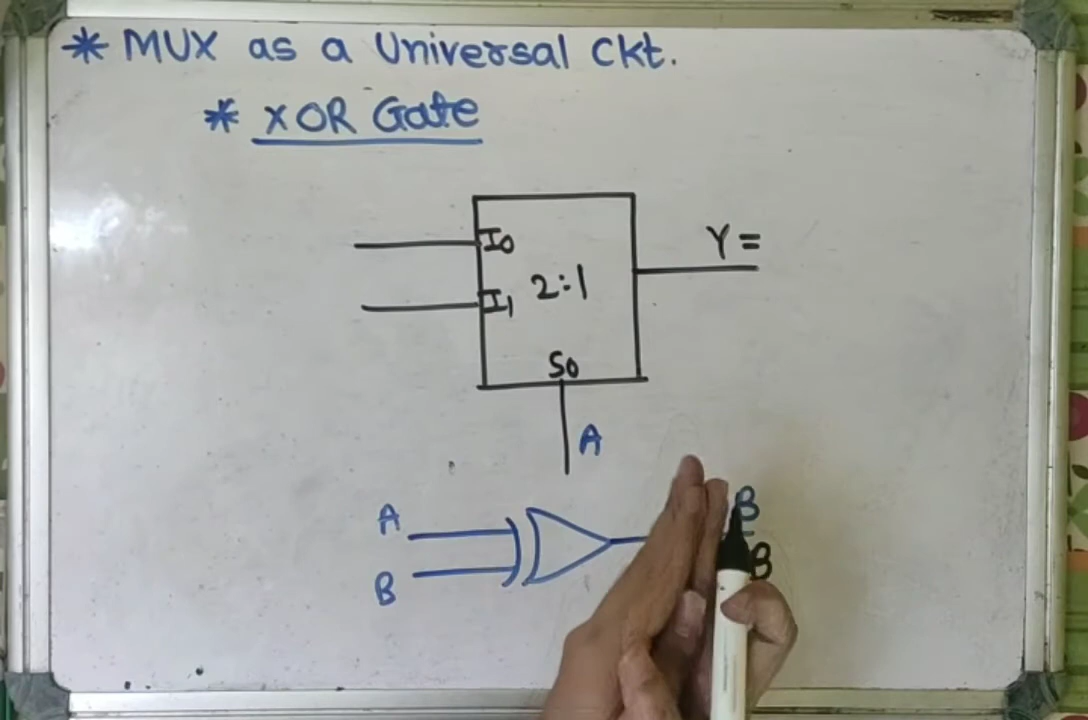 * MUX as a Universal Ckt.
* XOR Gate
I0
Y =
2:1
I1
S0
A
A
B
B
B